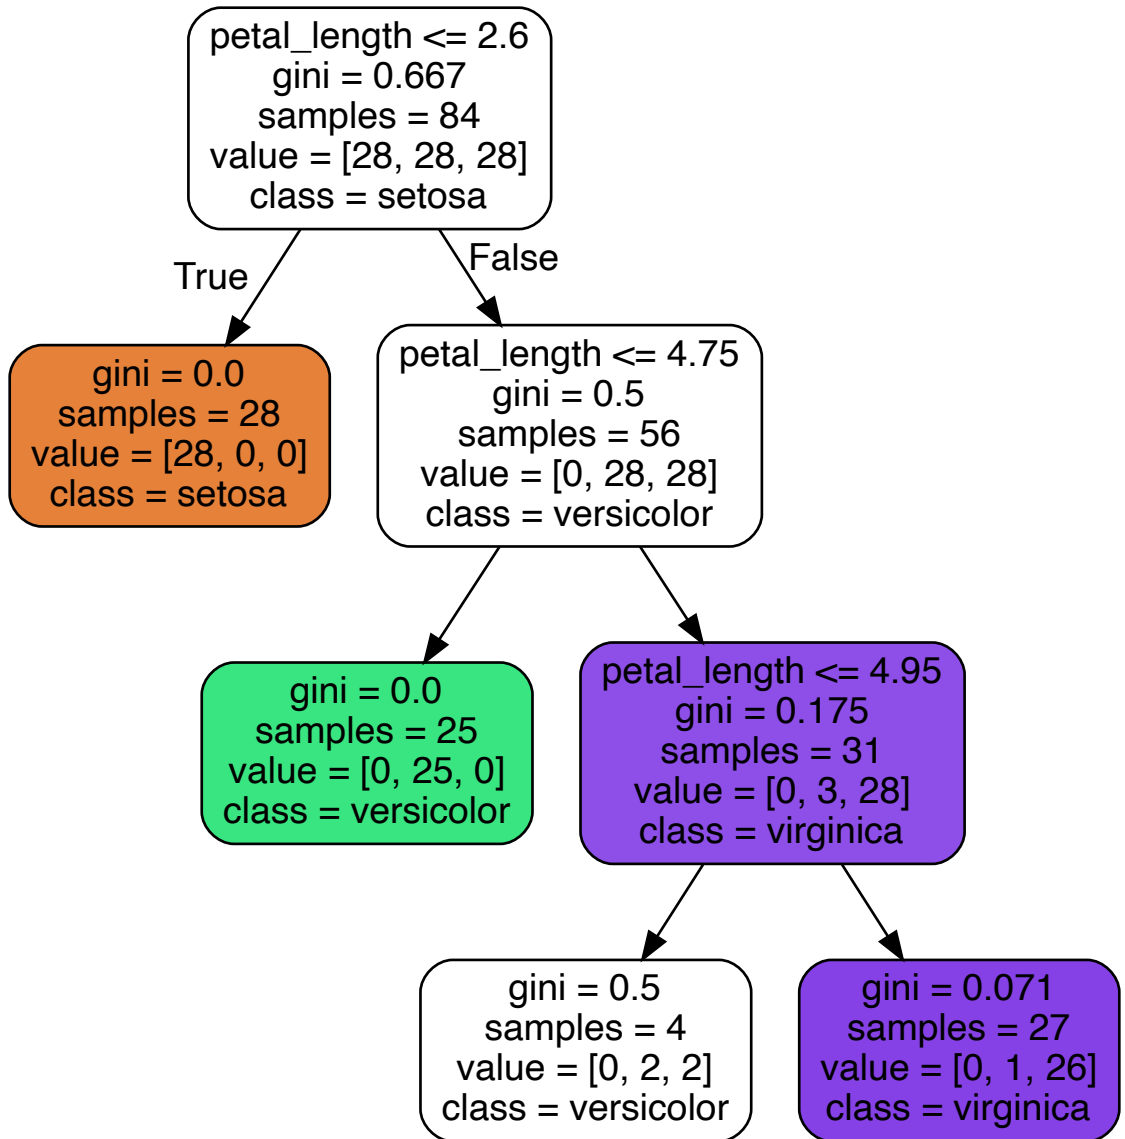 petal_length <= 2.6
gini = 0.667
samples = 84
value = [28, 28, 28]
class = setosa
True
False
gini = 0.0
samples = 28
value = [28, 0, 0]
class = setosa
petal_length <= 4.75
gini = 0.5
samples = 56
value = [0, 28, 28]
class = versicolor
gini = 0.0
samples = 25
value = [0, 25, 0]
class = versicolor
petal_length <= 4.95
gini = 0.175
samples = 31
value = [0, 3, 28]
class = virginica
gini = 0.5
samples = 4
value = [0, 2, 2]
class = versicolor
gini = 0.071
samples = 27
value = [0, 1, 26]
class = virginica